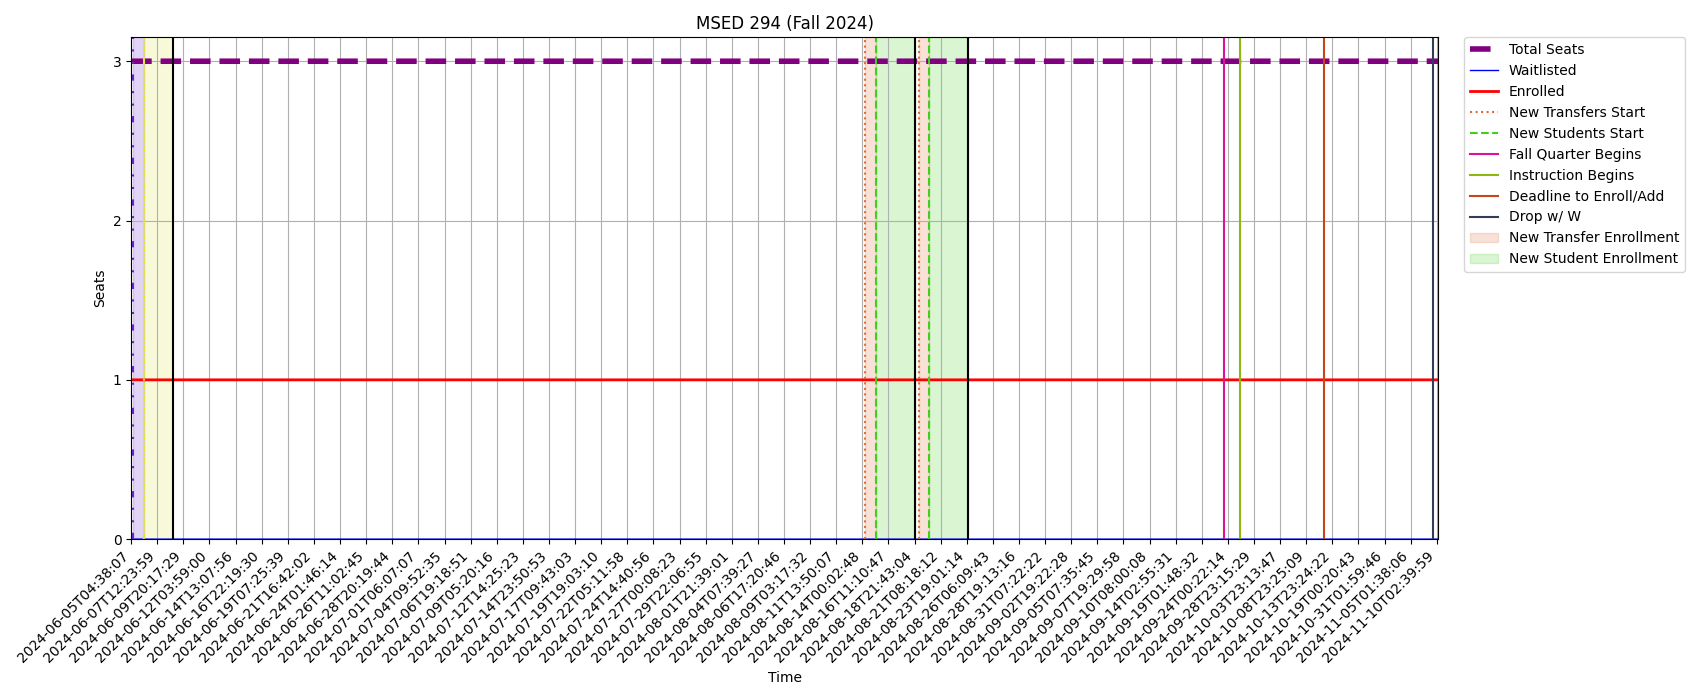 MSED 294 (Fall 2024)
3
2
1
0
Seats
2024-06-05T04:38:07
2024-06-07T12:23:59
2024-06-09T20:17:29
2024-06-12T03:59:00
2024-06-14T13:07:56
2024-06-16T22:19:30
2024-06-19T07:25:39
2024-06-21T16:42:02
2024-06-24T01:46:14
2024-06-26T11:02:45
2024-06-28T20:19:44
2024-07-01T06:07:07
2024-07-04T09:52:35
2024-07-06T19:18:51
2024-07-09T05:20:16
2024-07-12T14:25:23
2024-07-14T23:50:53
2024-07-17T09:43:03
2024-07-19T19:03:10
2024-07-22T05:11:58
2024-07-24T14:40:56
2024-07-27T00:08:23
2024-07-29T22:06:55
2024-08-01T21:39:01
2024-08-04T07:39:27
2024-08-06T17:20:46
2024-08-09T03:17:32
2024-08-11T13:50:07
2024-08-14T00:02:48
2024-08-16T11:10:47
2024-08-18T21:43:04
2024-08-21T08:18:12
2024-08-23T19:01:14
2024-08-26T06:09:43
2024-08-28T19:13:16
2024-08-31T07:22:22
2024-09-02T19:22:28
2024-09-05T07:35:45
2024-09-07T19:29:58
2024-09-10T08:00:08
2024-09-14T02:55:31
2024-09-19T01:48:32
2024-09-24T00:22:14
2024-09-28T23:15:29
2024-10-03T23:13:47
2024-10-08T23:25:09
2024-10-13T23:24:22
2024-10-19T00:20:43
2024-10-31T01:59:46
2024-11-05T01:38:06
2024-11-10T02:39:59
Time
Total Seats
Waitlisted
Enrolled
New Transfers Start
New Students Start
Fall Quarter Begins
Instruction Begins
Deadline to Enroll/Add
Drop w/ W
New Transfer Enrollment
New Student Enrollment